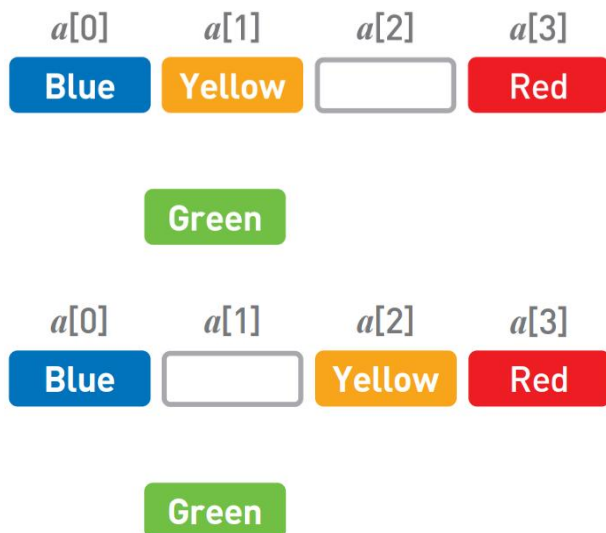 a[0] a[1] a[2] a[3]
Blue Yellow Red
Green
a[0] a[1] a[2] a[3]
Blue Yellow Red
Green